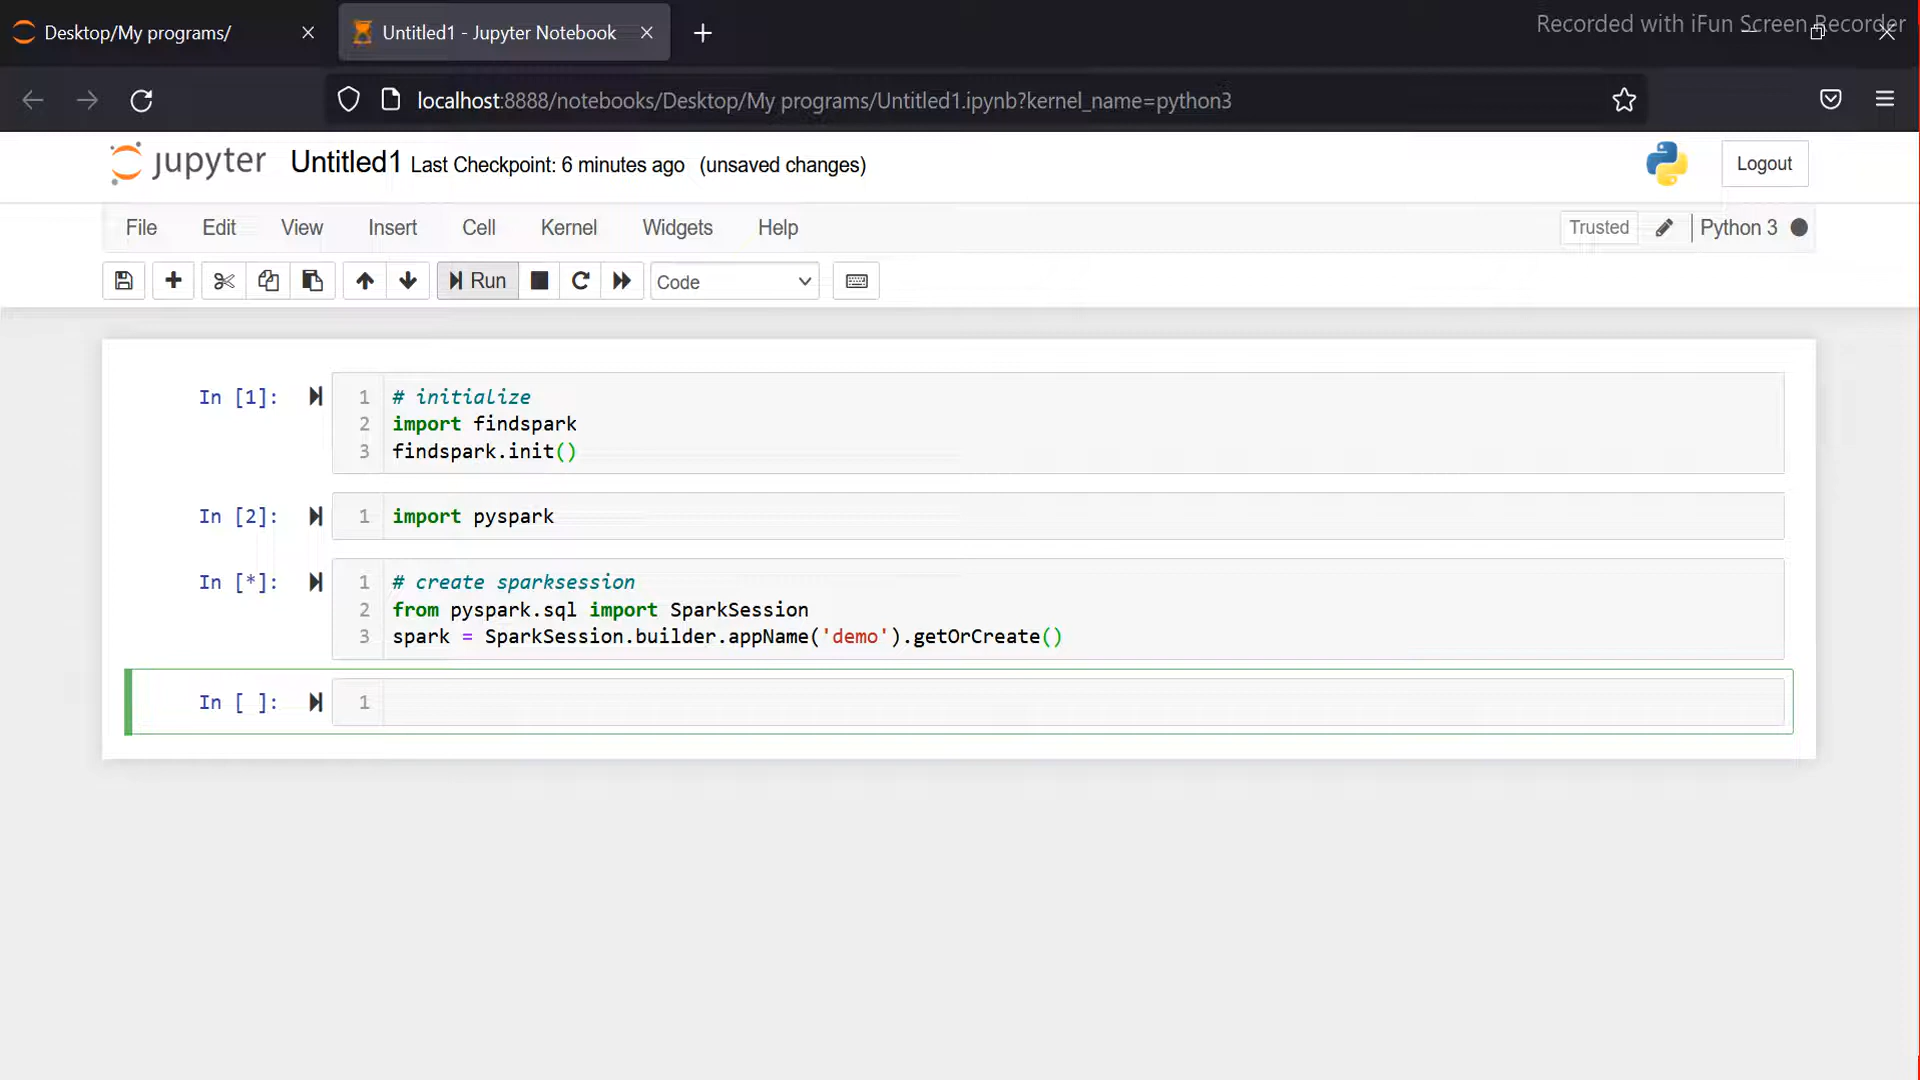 Desktop/My programs/
Untitled1 - Jupyter Notebook
Recorded with iFun Screen Recorder
localhost:8888/notebooks/Desktop/My programs/Untitled1.ipynb?kernel_name=python3
jupyter Untitled1 Last Checkpoint: 6 minutes ago (unsaved changes)
Logout
File Edit View Insert Cell Kernel Widgets Help Trusted Python 3
Run Code
In [1]: 1 # initialize
2 import findspark
3 findspark.init()
In [2]: 1 import pyspark
In [*]: 1 # create sparksession
2 from pyspark.sql import SparkSession
3 spark = SparkSession.builder.appName('demo').getOrCreate()
In [ ]: 1